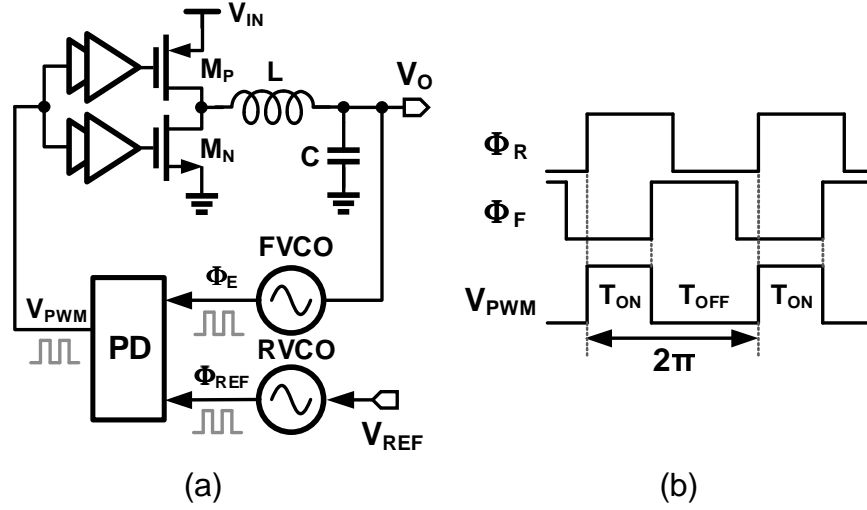 V_IN
M_P
L
V_O
M_N
C
FVCO
Φ_E
V_PWM
PD
RVCO
Φ_REF
V_REF
(a)
Φ_R
Φ_F
V_PWM
T_ON T_OFF T_ON
2π
(b)